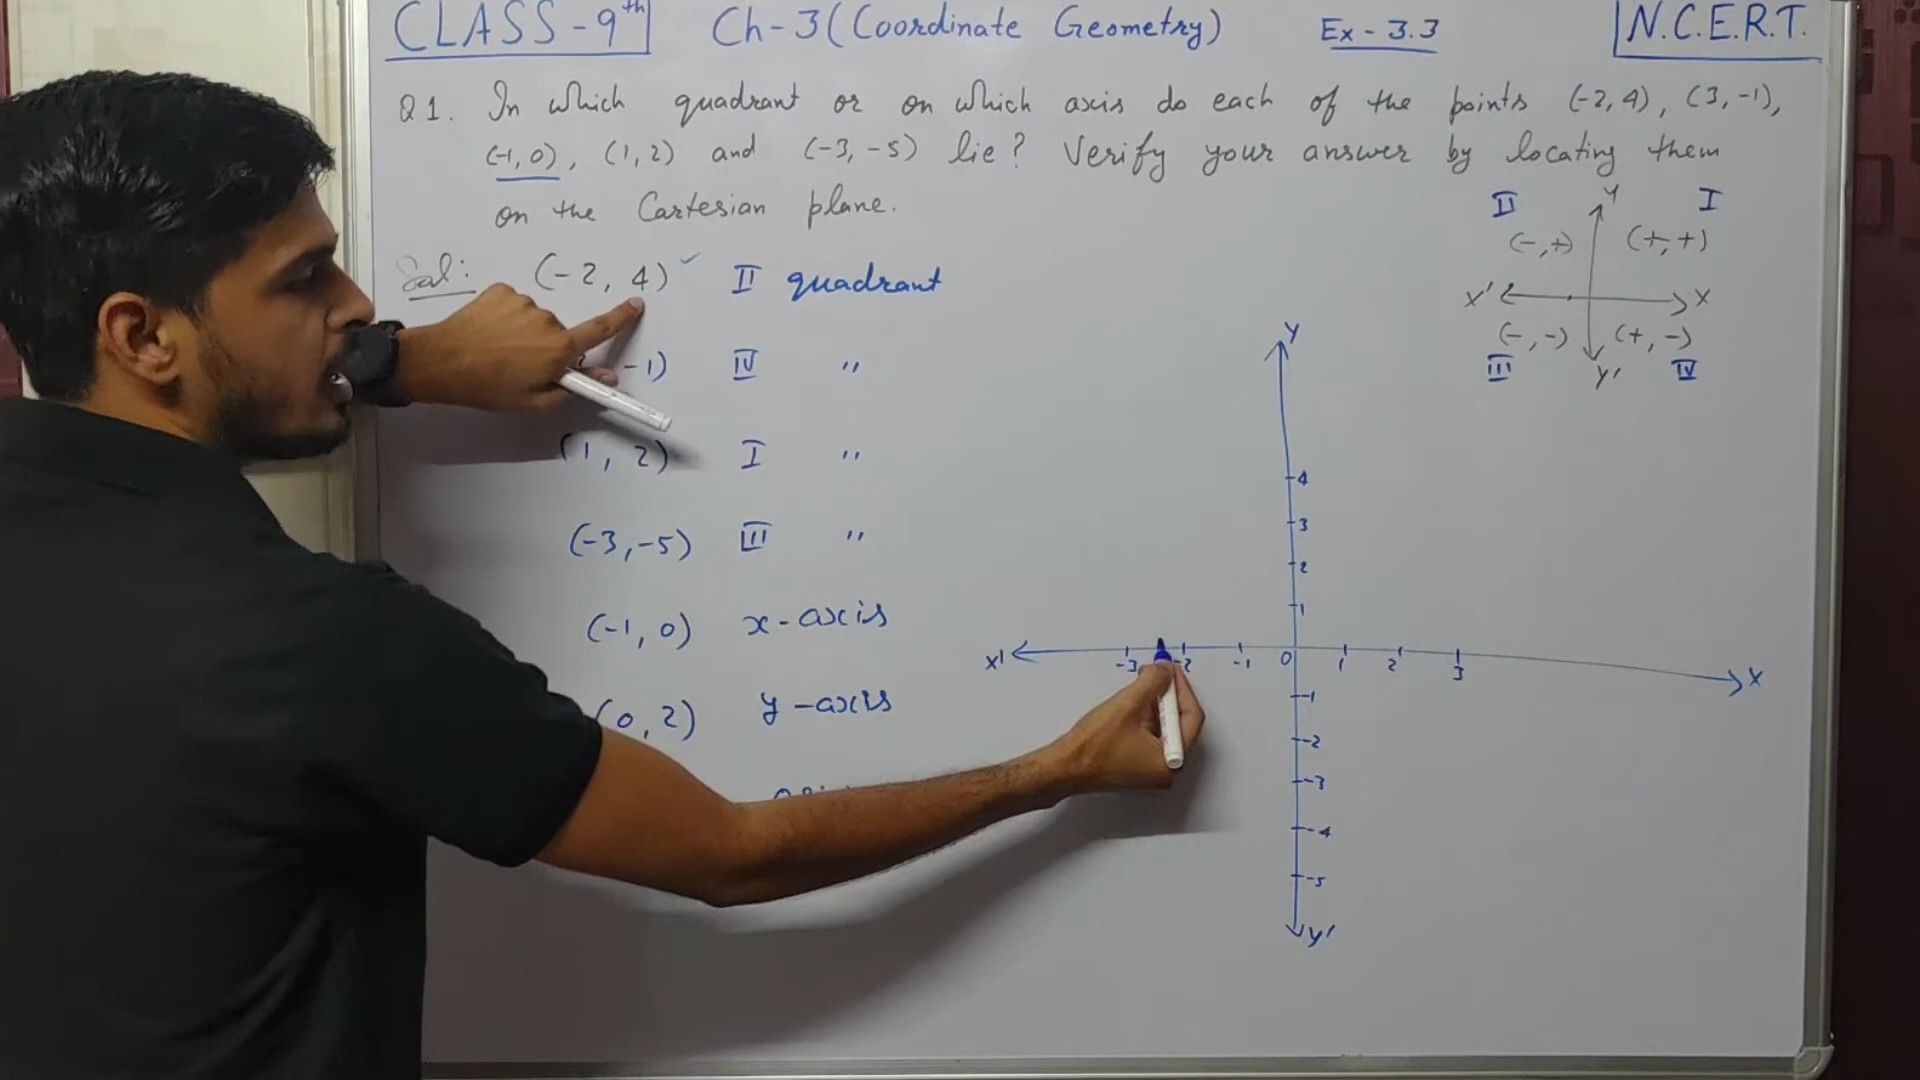 CLASS-9th Ch-3 (Coordinate Geometry) Ex-3.3 N.C.E.R.T.
Q1. In which quadrant or on which axis do each of the points (-2, 4), (3, -1),
(-1, 0), (1, 2) and (-3, -5) lie? Verify your answer by locating them
on the Cartesian plane.
Sol: (-2, 4) II quadrant
-1) IV "
(1, 2) I "
(-3, -5) III "
(-1, 0) x-axis
(0, 2) y-axis
II Y I
(-,+) (+,+)
X' X
(-,-) (+,-)
III Y' IV
Y
4
3
2
1
X' -3 -2 -1 0 1 2 3 X
-1
-2
-3
-4
-5
Y'